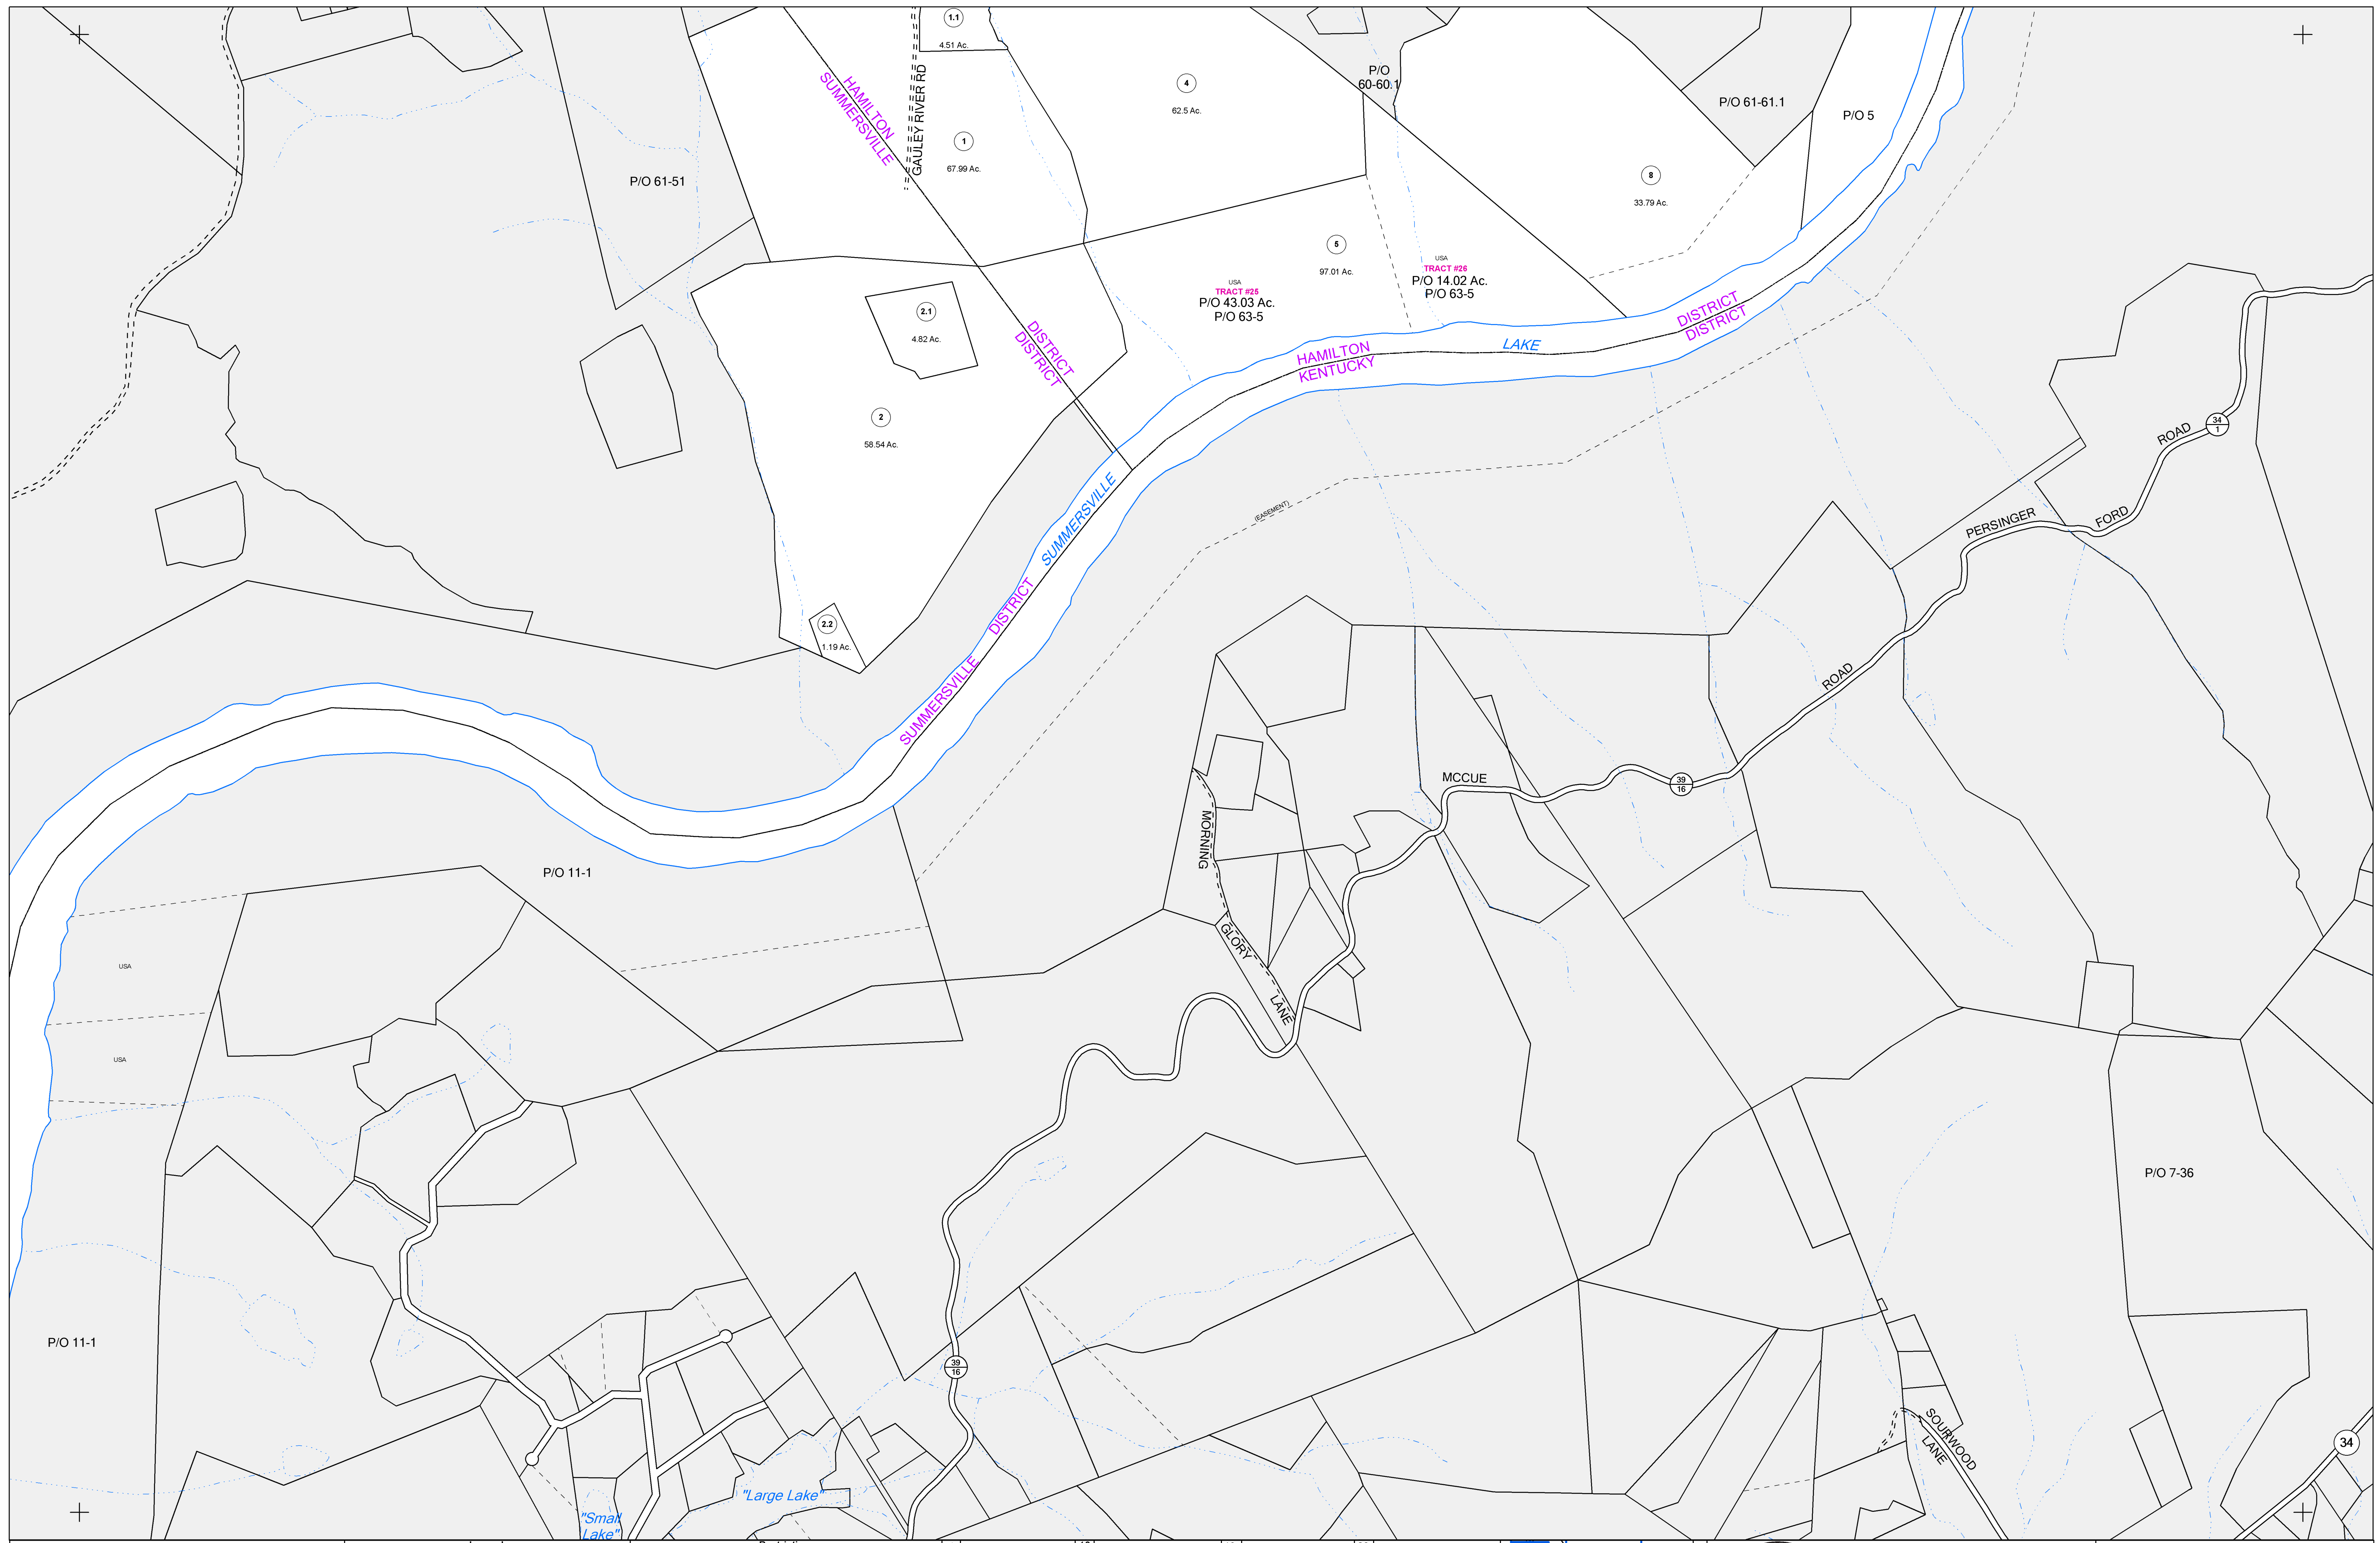 1.1
4.51 Ac.
GAULEY RIVER RD
HAMILTON
SUMMERSVILLE
1
67.99 Ac.
4
62.5 Ac.
P/O
60-60.1
P/O 61-61.1
P/O 5
8
33.79 Ac.
P/O 61-51
5
97.01 Ac.
USA
TRACT #25
P/O 43.03 Ac.
P/O 63-5
USA
TRACT #26
P/O 14.02 Ac.
P/O 63-5
2.1
4.82 Ac.
DISTRICT
DISTRICT
DISTRICT
DISTRICT
HAMILTON
KENTUCKY
LAKE
2
58.54 Ac.
34
1
ROAD
FORD
PERSINGER
(EASEMENT)
SUMMERSVILLE
DISTRICT
SUMMERSVILLE
2.2
1.19 Ac.
ROAD
39
16
MCCUE
MORNING
GLORY
LANE
P/O 11-1
USA
USA
P/O 7-36
P/O 11-1
39
16
SOURWOOD
LANE
34
"Large Lake"
"Small
Lake"